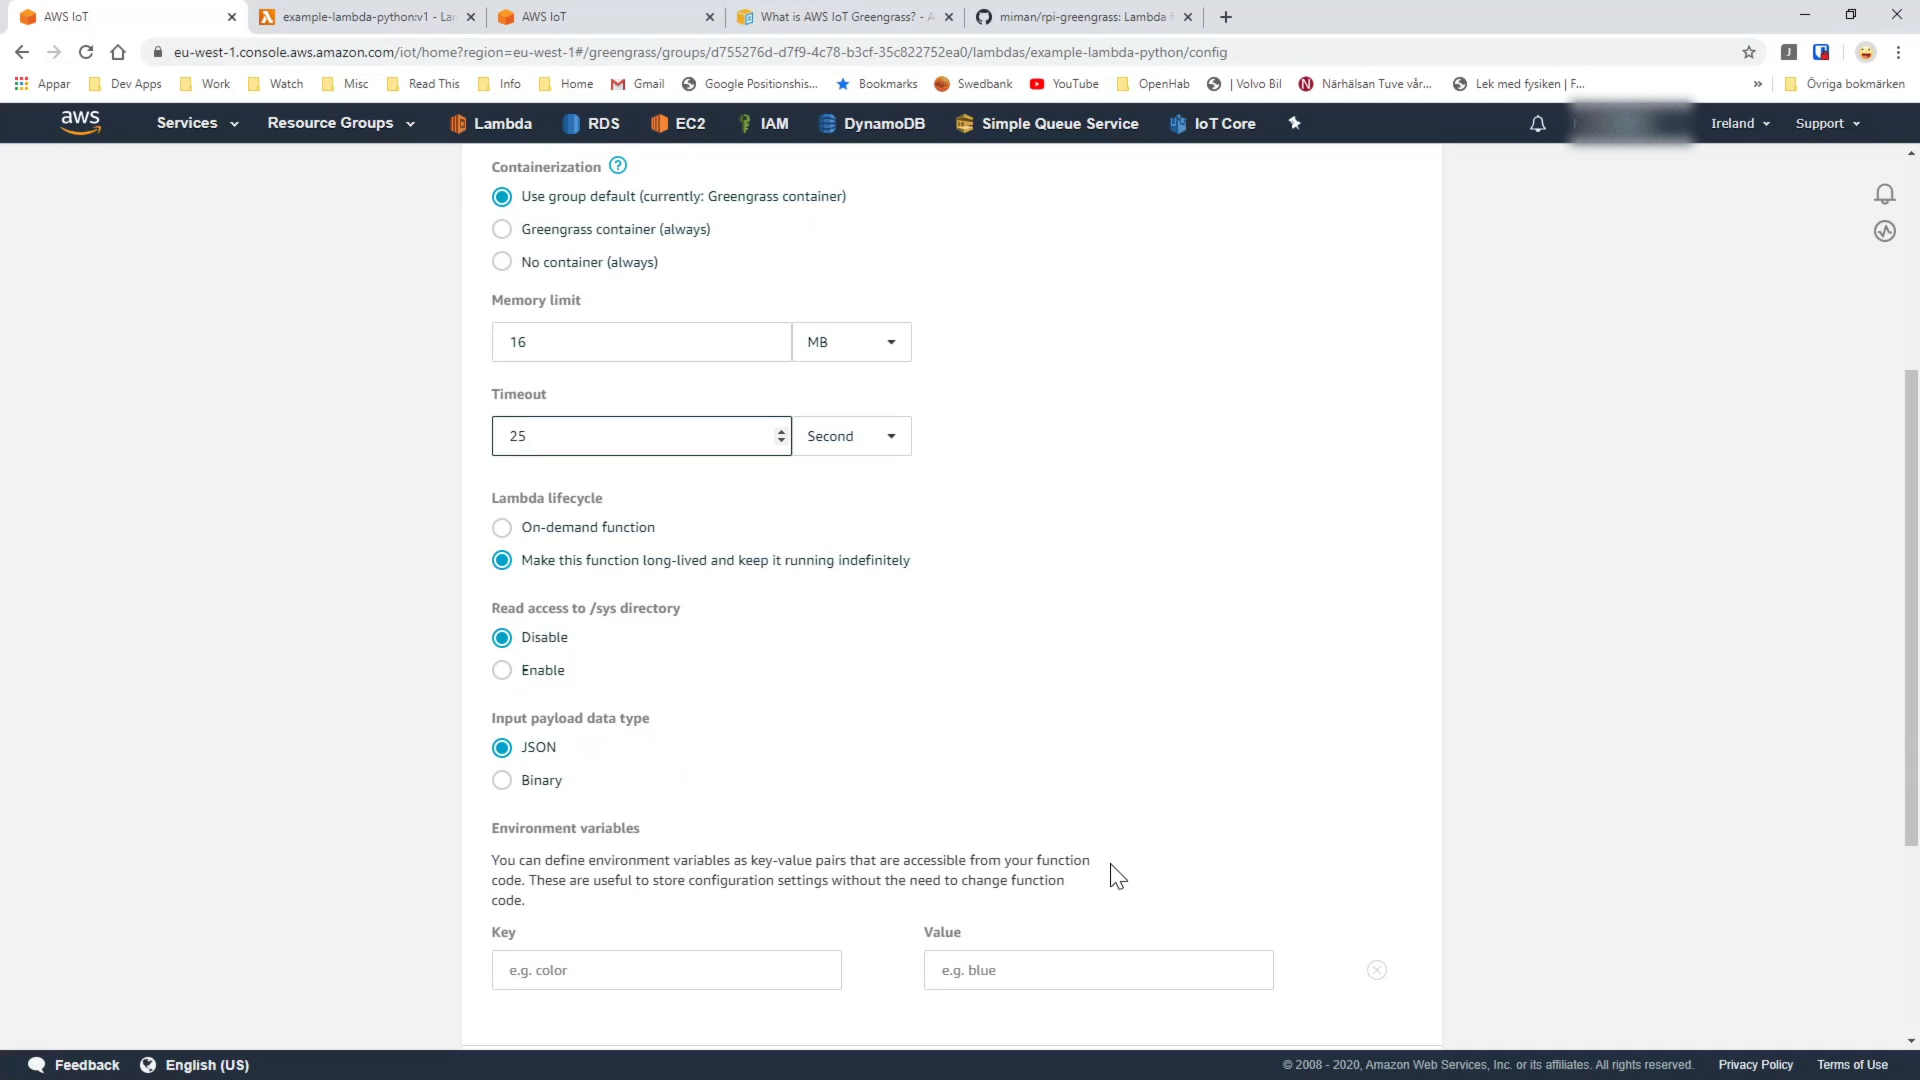 AWS IoT
example-lambda-python:v1 - Lar
AWS IoT
What is AWS IoT Greengrass? - A
miman/rpi-greengrass: Lambda f
eu-west-1.console.aws.amazon.com/iot/home?region=eu-west-1#/greengrass/groups/d755276d-d7f9-4c78-b3cf-35c822752ea0/lambdas/example-lambda-python/config
Appar
Dev Apps
Work
Watch
Misc
Read This
Info
Home
Gmail
Google Positionshis...
Bookmarks
Swedbank
YouTube
OpenHab
| Volvo Bil
Närhälsan Tuve vår...
Lek med fysiken | F...
»
Övriga bokmärken
aws
Services
Resource Groups
Lambda
RDS
EC2
IAM
DynamoDB
Simple Queue Service
IoT Core
Ireland
Support
Containerization ?
Use group default (currently: Greengrass container)
Greengrass container (always)
No container (always)
Memory limit
16 MB
Timeout
25 Second
Lambda lifecycle
On-demand function
Make this function long-lived and keep it running indefinitely
Read access to /sys directory
Disable
Enable
Input payload data type
JSON
Binary
Environment variables
You can define environment variables as key-value pairs that are accessible from your function
code. These are useful to store configuration settings without the need to change function
code.
Key Value
e.g. color e.g. blue
Feedback
English (US)
© 2008 - 2020, Amazon Web Services, Inc. or its affiliates. All rights reserved.
Privacy Policy
Terms of Use